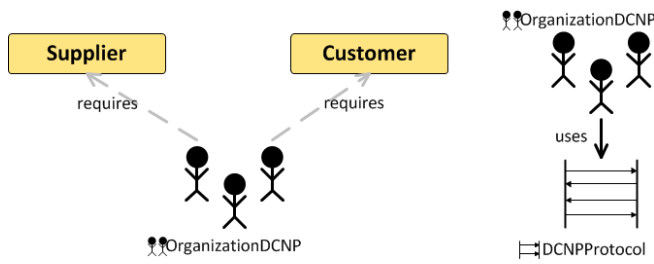 Supplier
Customer
requires
requires
OrganizationDCNP
OrganizationDCNP
uses
DCNPProtocol